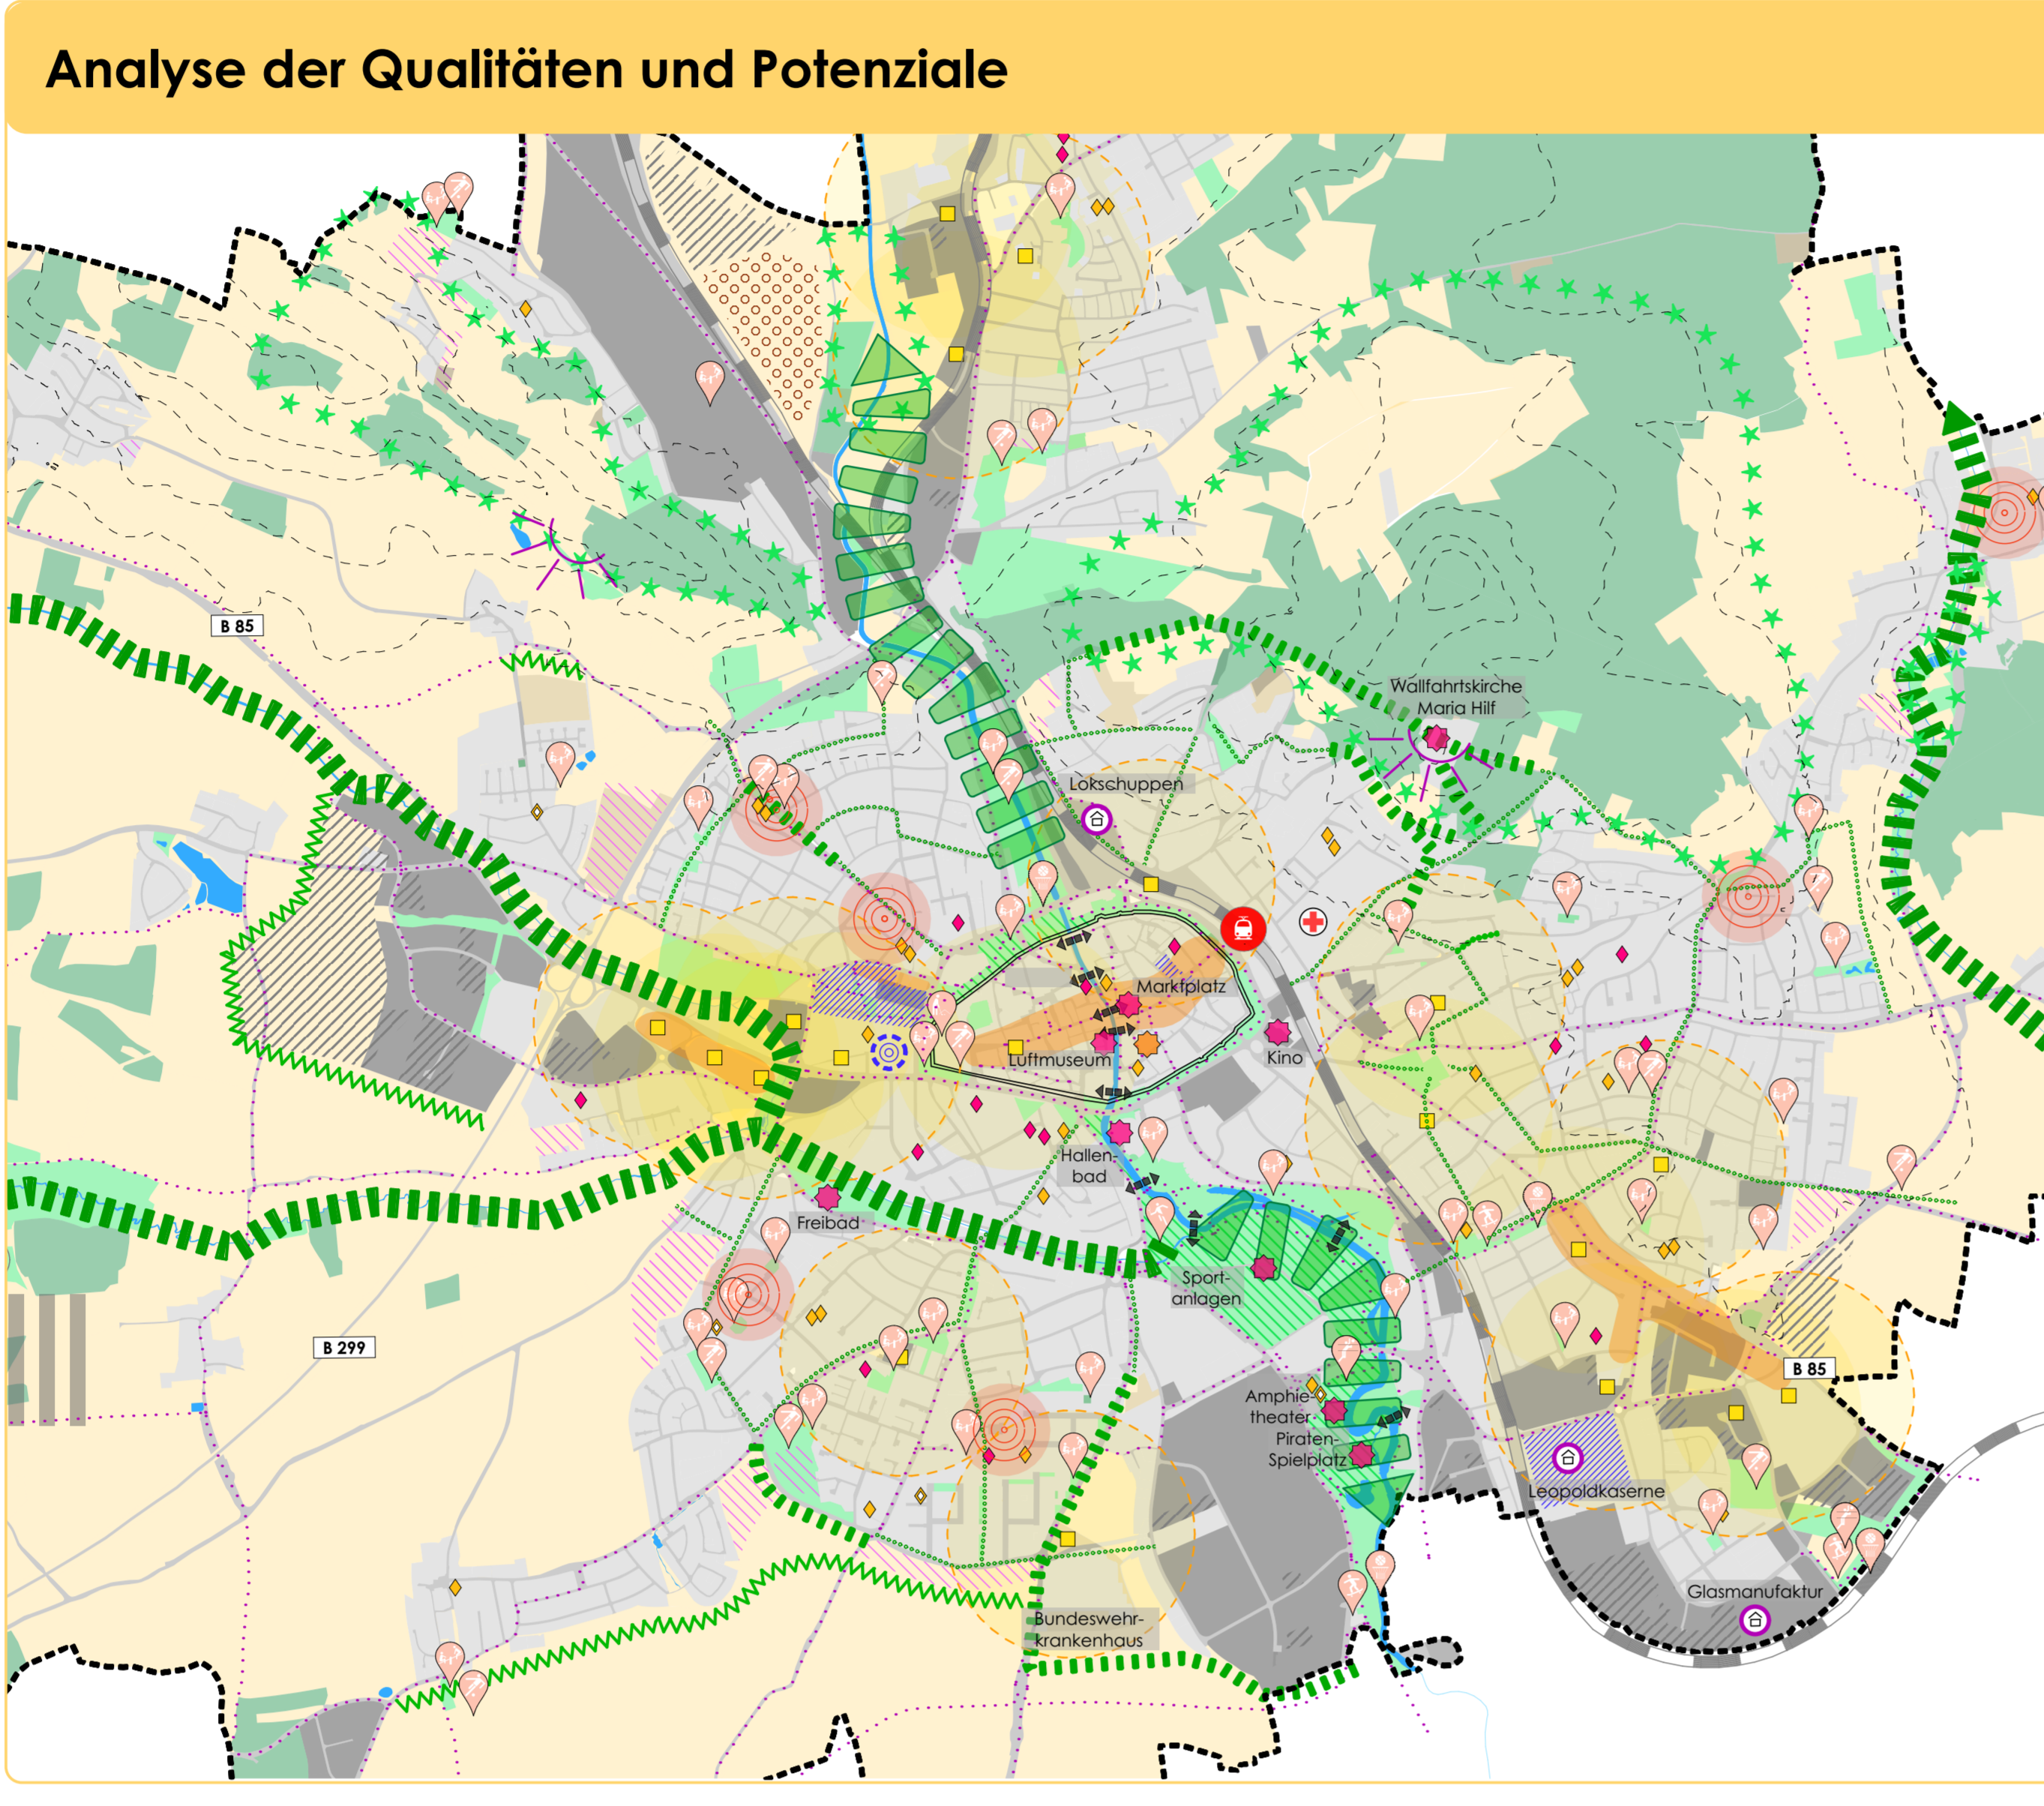 Analyse der Qualitäten und Potenziale
B 85
Wallfahrtskirche
Maria Hilf
Lokschuppen
Markfplatz
Luftmuseum
Kino
Hallen-
bad
Freibad
Sport-
anlagen
B 299
B 85
Amphie-
theater
Piraten-
Spielplatz
Leopoldkaserne
Glasmanufaktur
Bundeswehr-
krankenhaus